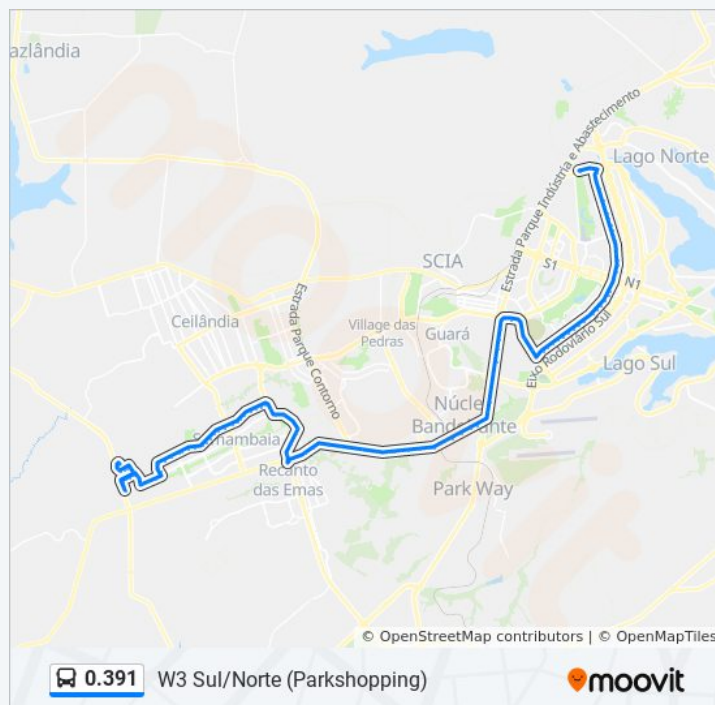 azlândia
Estrada Parque Indústria e Abastecimento
Lago Norte
SCIA
S1
N1
Estrada Parque Contorno
Ceilândia
Village das
Pedras
Guará
Eixo Rodoviário Sul
Lago Sul
Núcle
Bandeirante
Recanto
das Emas
Park Way
© OpenStreetMap contributors | © OpenMapTiles
0.391
W3 Sul/Norte (Parkshopping)
moovit